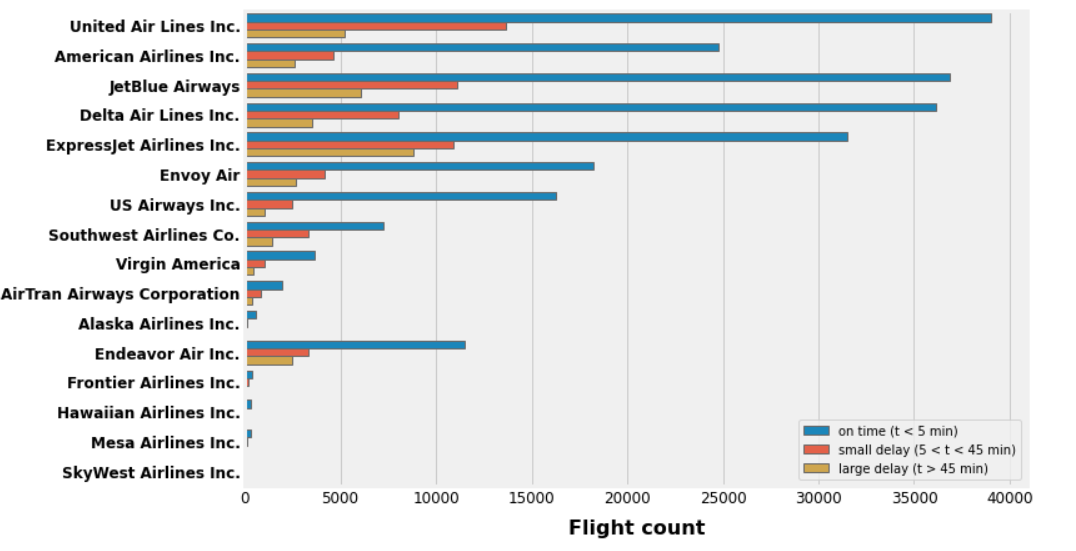 United Air Lines Inc.
American Airlines Inc.
JetBlue Airways
Delta Air Lines Inc.
ExpressJet Airlines Inc.
Envoy Air
US Airways Inc.
Southwest Airlines Co.
Virgin America
AirTran Airways Corporation
Alaska Airlines Inc.
Endeavor Air Inc.
Frontier Airlines Inc.
Hawaiian Airlines Inc.
Mesa Airlines Inc.
SkyWest Airlines Inc.
on time (t < 5 min)
small delay (5 < t < 45 min)
large delay (t > 45 min)
0 5000 10000 15000 20000 25000 30000 35000 40000
Flight count